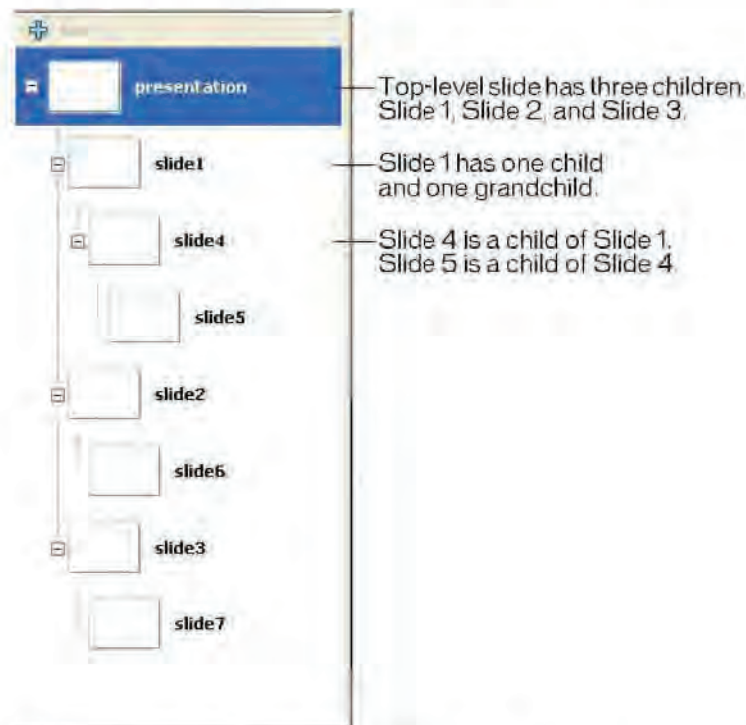 presentation
Top-level slide has three children,
Slide 1, Slide 2, and Slide 3.
slide1
Slide 1 has one child
and one grandchild.
slide4
Slide 4 is a child of Slide 1.
Slide 5 is a child of Slide 4.
slide5
slide2
slide6
slide3
slide7